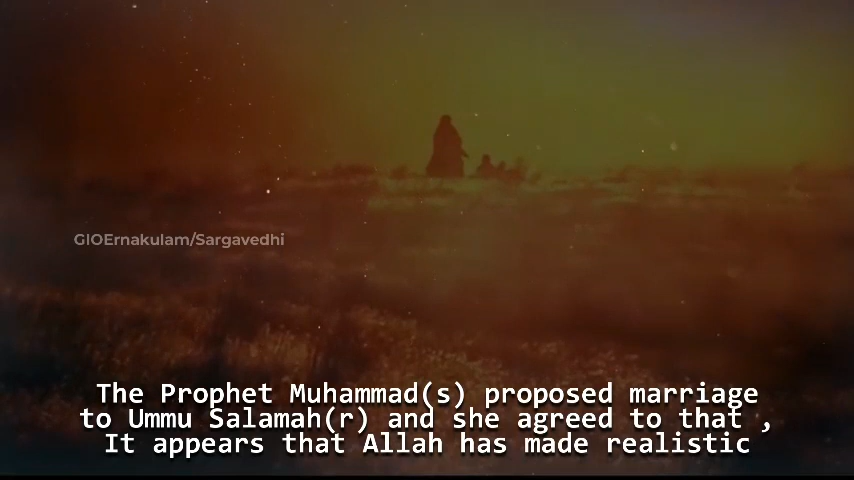 GIOErnakulam/Sargavedhi
The Prophet Muhammad(s) proposed marriage
to Ummu Salamah(r) and she agreed to that ,
It appears that Allah has made realistic